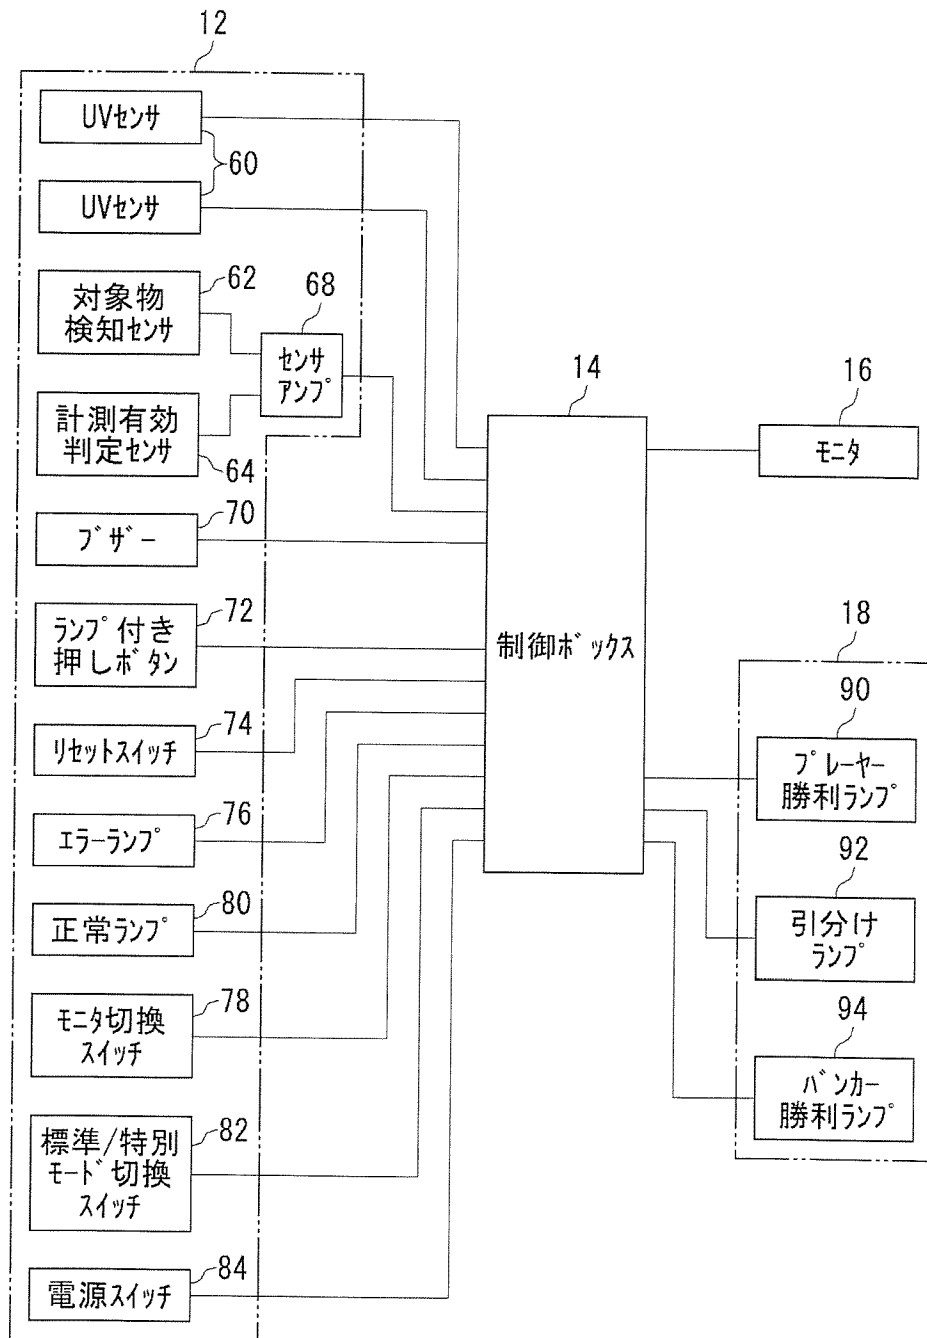 12
UVセンサ
60
UVセンサ
62
対象物
検知センサ
68
センサ
アンプ
計測有効
判定センサ
64
14
16
モニタ
70
ブザー
72
ランプ付き
押しボタン
制御ボックス
18
74
リセットスイッチ
90
プレーヤー
勝利ランプ
76
エラーランプ
80
正常ランプ
92
引分け
ランプ
78
モニタ切換
スイッチ
94
バンカー
勝利ランプ
82
標準/特別
モード切換
スイッチ
84
電源スイッチ